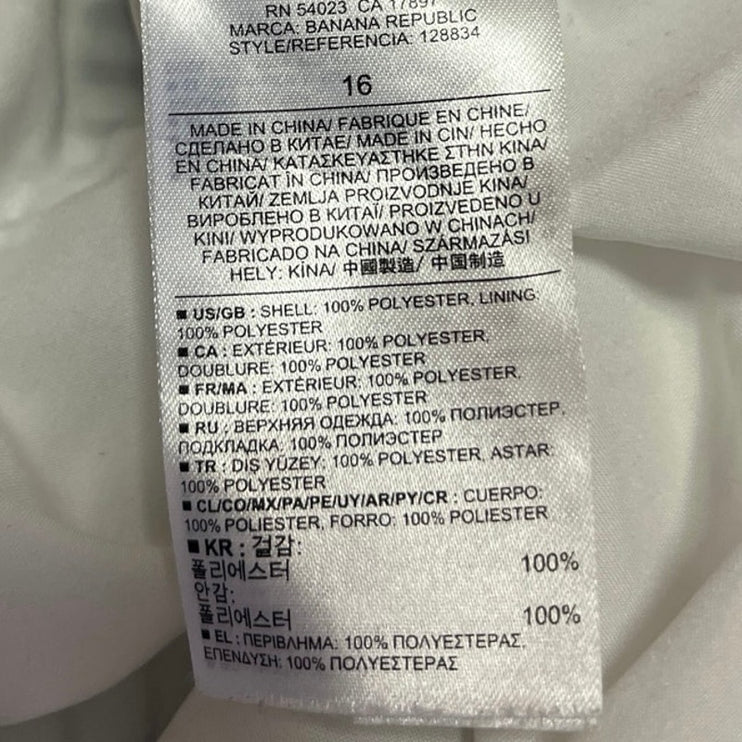 RN 54023 CA 17897
MARCA: BANANA REPUBLIC
STYLE/REFERENCIA: 128834
16
MADE IN CHINA/ FABRIQUE EN CHINE/
СДЕЛАНО В КИТАЕ/ MADE IN CIN/ HECHO
EN CHINA/ ΚΑΤΑΣΚΕΥΑΣΤΗΚΕ ΣΤΗΝ ΚΙΝΑ/
FABRICAT ÎN CHINA/ ПРОИЗВЕДЕНО В
КИТАЙ/ ZEMLJA PROIZVODNJE KINA/
ВИРОБЛЕНО В КИТАЇ/ PROIZVEDENO U
KINI/ WYPRODUKOWANO W CHINACH/
FABRICADO NA CHINA/ SZÁRMAZÁSI
HELY: KÍNA/ 中國製造/ 中国制造
■ US/GB : SHELL: 100% POLYESTER, LINING:
100% POLYESTER
■ CA : EXTÉRIEUR: 100% POLYESTER,
DOUBLURE: 100% POLYESTER
■ FR/MA : EXTÉRIEUR: 100% POLYESTER,
DOUBLURE: 100% POLYESTER
■ RU : ВЕРХНЯЯ ОДЕЖДА: 100% ПОЛИЭСТЕР,
ПОДКЛАДКА: 100% ПОЛИЭСТЕР
■ TR : DIŞ YÜZEY: 100% POLYESTER, ASTAR:
100% POLYESTER
■ CL/CO/MX/PA/PE/UY/AR/PY/CR : CUERPO:
100% POLIESTER, FORRO: 100% POLIESTER
■ KR : 겉감:
폴리에스터 100%
안감:
폴리에스터 100%
■ EL : ΠΕΡΙΒΛΗΜΑ: 100% ΠΟΛΥΕΣΤΕΡΑΣ,
ΕΠΕΝΔΥΣΗ: 100% ΠΟΛΥΕΣΤΕΡΑΣ